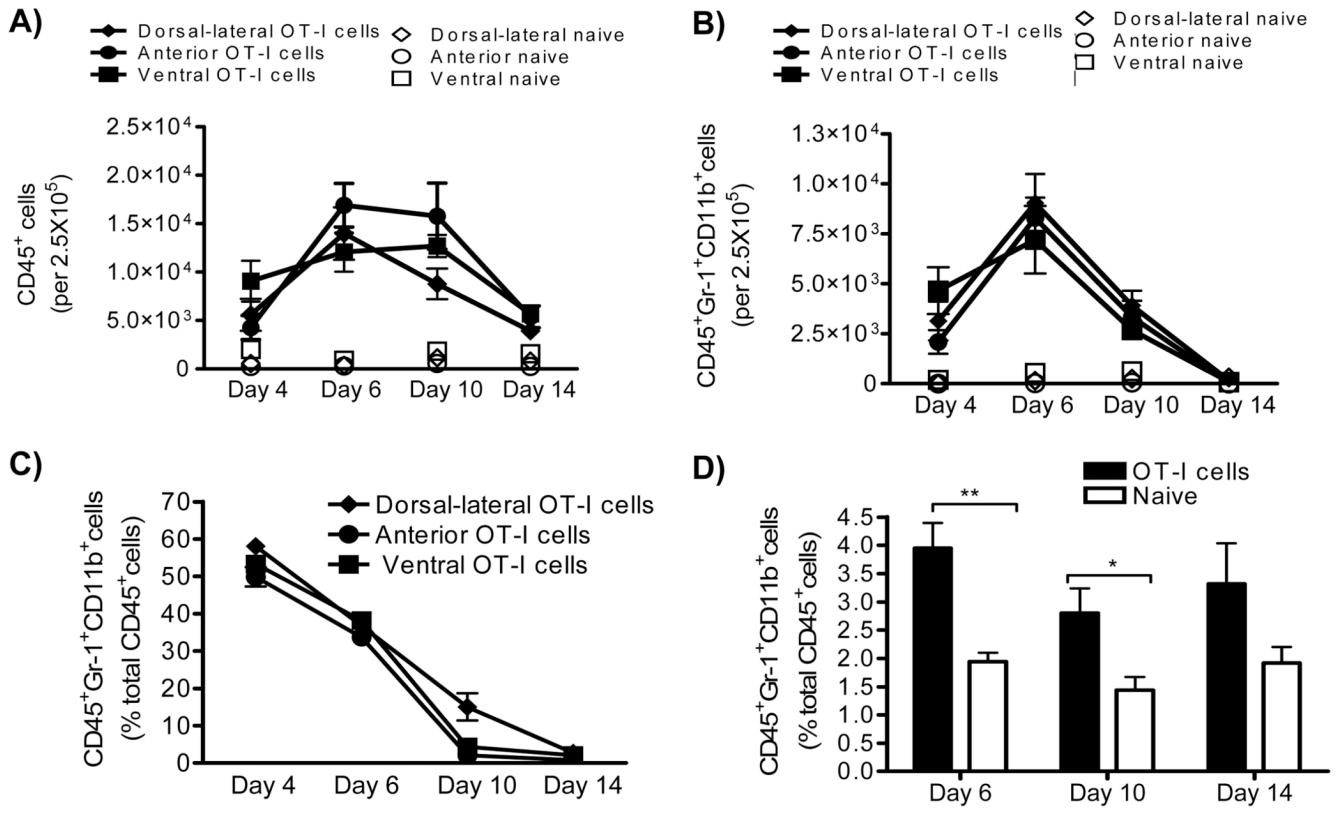 A)
Dorsal-lateral OT-I cells
Anterior OT-I cells
Ventral OT-I cells
Dorsal-lateral naive
Anterior naive
Ventral naive
CD45⁺ cells
(per 2.5X10⁵)
2.5×10⁴
2.0×10⁴
1.5×10⁴
1.0×10⁴
5.0×10³
0
Day 4
Day 6
Day 10
Day 14
B)
Dorsal-lateral OT-I cells
Anterior OT-I cells
Ventral OT-I cells
Dorsal-lateral naive
Anterior naive
Ventral naive
CD45⁺Gr-1⁺CD11b⁺cells
(per 2.5X10⁵)
1.3×10⁴
1.0×10⁴
7.5×10³
5.0×10³
2.5×10³
0
Day 4
Day 6
Day 10
Day 14
C)
Dorsal-lateral OT-I cells
Anterior OT-I cells
Ventral OT-I cells
CD45⁺Gr-1⁺CD11b⁺cells
(% total CD45⁺cells)
70
60
50
40
30
20
10
0
Day 4
Day 6
Day 10
Day 14
D)
OT-I cells
Naive
CD45⁺Gr-1⁺CD11b⁺cells
(% total CD45⁺cells)
4.5
4.0
3.5
3.0
2.5
2.0
1.5
1.0
0.5
0.0
**
*
Day 6
Day 10
Day 14